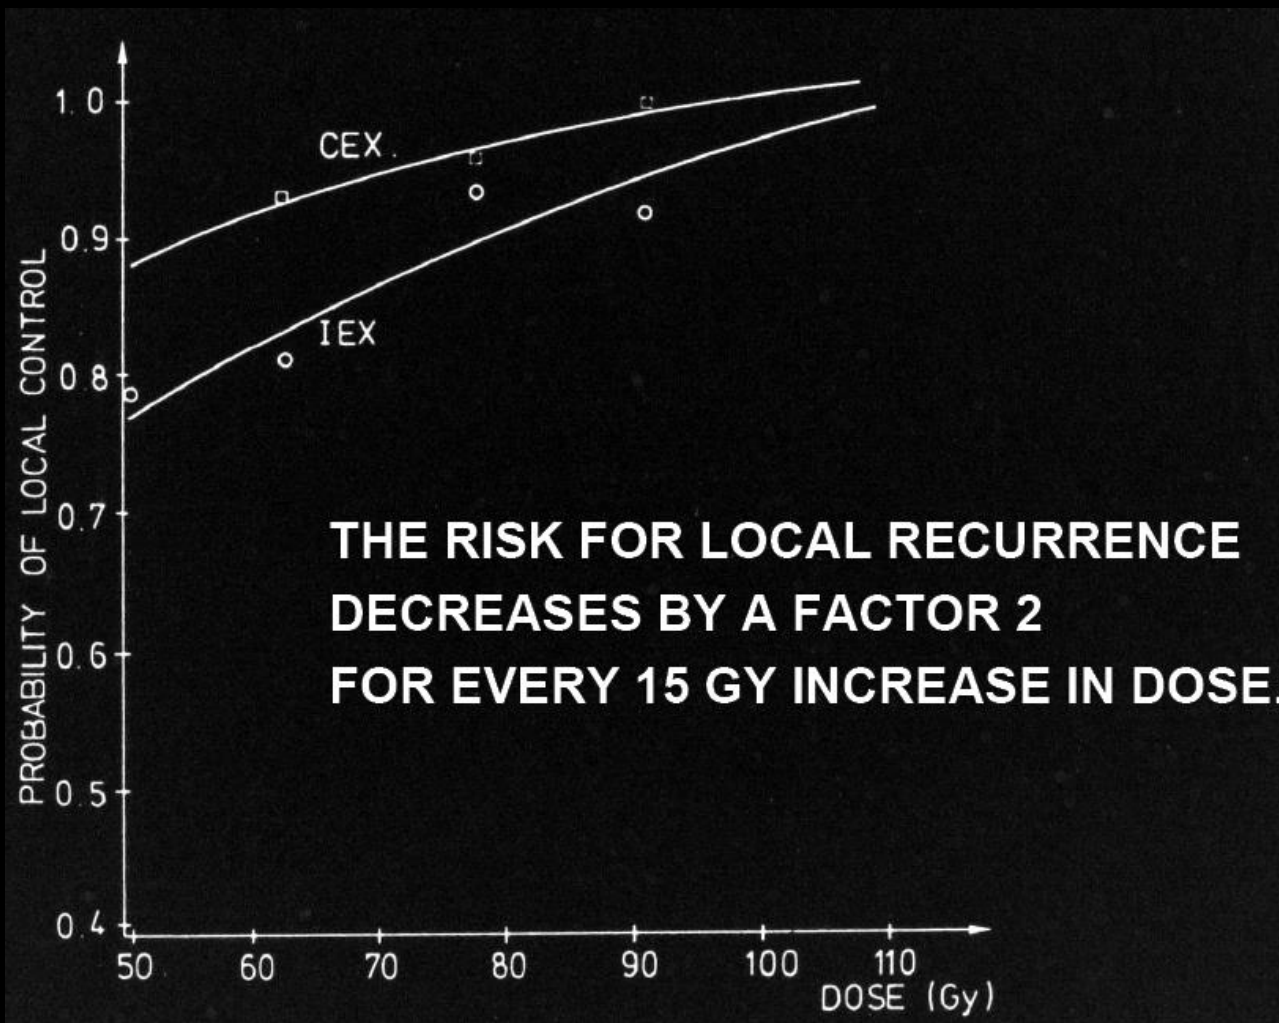 1.0
CEX.
0.9
IEX
0.8
0.7
THE RISK FOR LOCAL RECURRENCE
DECREASES BY A FACTOR 2
0.6
FOR EVERY 15 GY INCREASE IN DOSE.
0.5
0.4
PROBABILITY OF LOCAL CONTROL
50 60 70 80 90 100 110
DOSE (Gy)